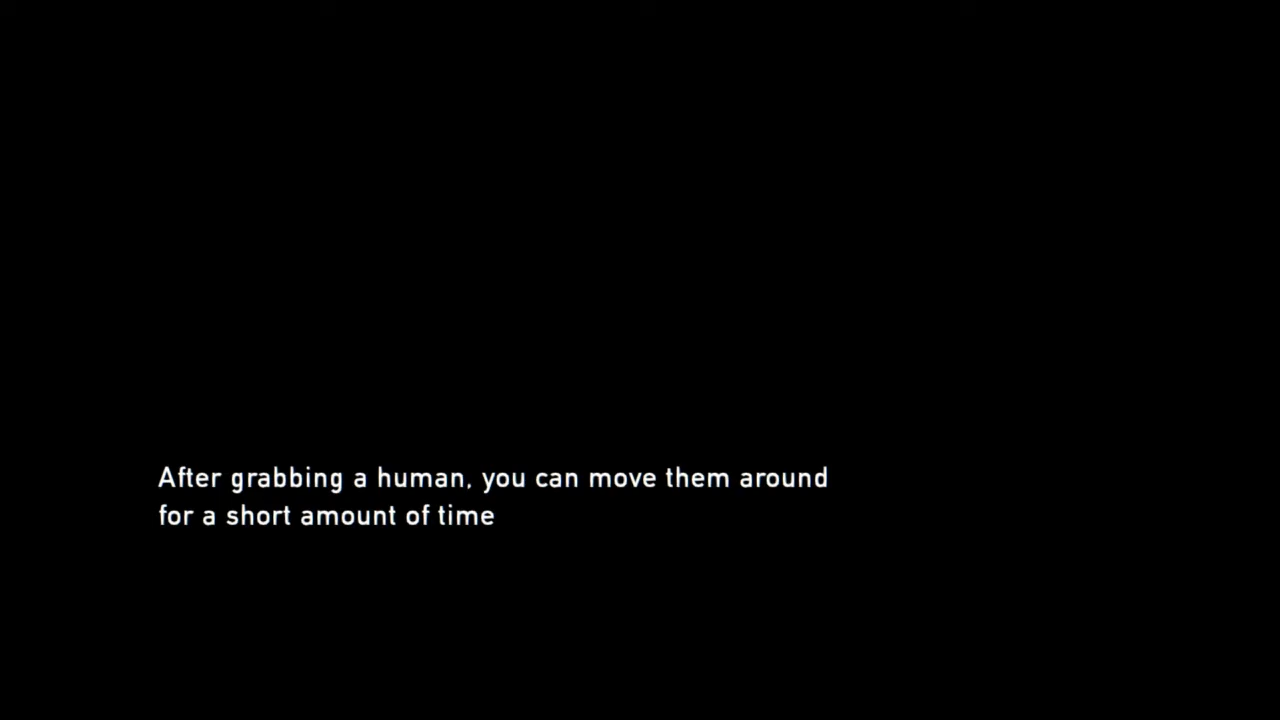 After grabbing a human, you can move them around
for a short amount of time